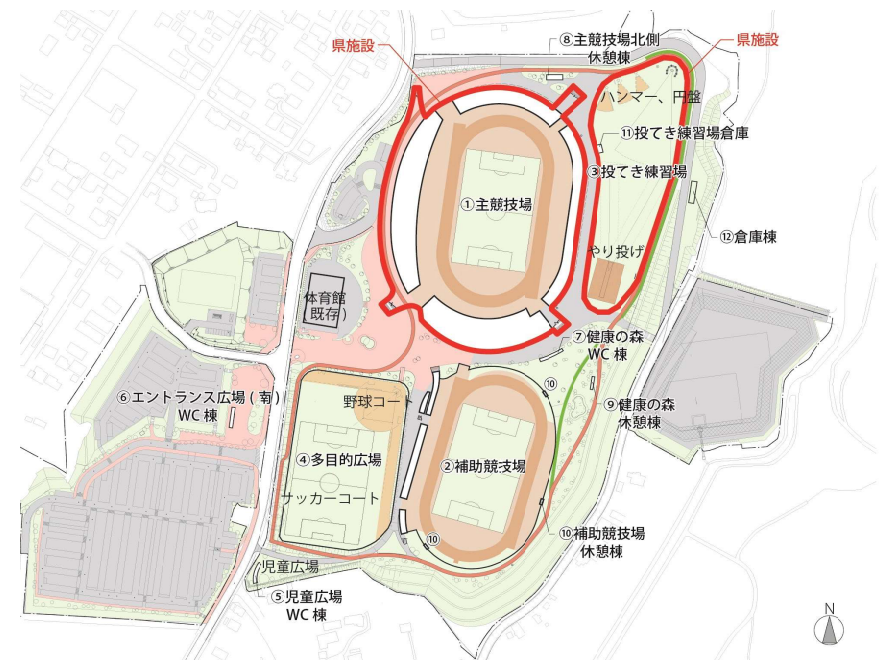 ⑧主競技場北側
休憩棟
県施設
県施設
ハンマー、円盤
⑪投てき練習場倉庫
③投てき練習場
①主競技場
⑫倉庫棟
やり投げ
体育館
(既存)
⑦健康の森
WC 棟
⑩
⑥エントランス広場 ( 南 )
WC 棟
野球コート
⑨健康の森
休憩棟
④多目的広場
②補助競技場
サッカーコート
⑩
⑩補助競技場
休憩棟
児童広場
⑤児童広場
WC 棟
N